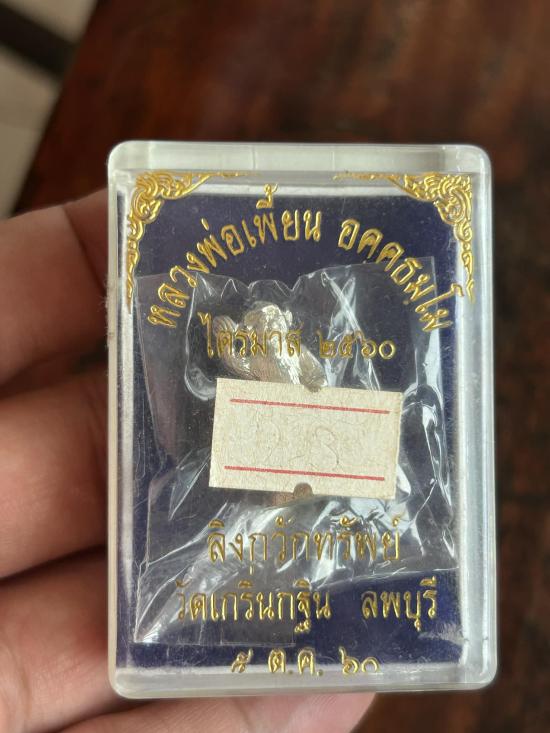 หลวงพ่อเพี้ยน อคฺคธมฺโม
ไตรมาส ๒๕๖๐
ลิงกวักทรัพย์
วัดเกริ่นกฐิน ลพบุรี
๕ ต.ค. ๖๐